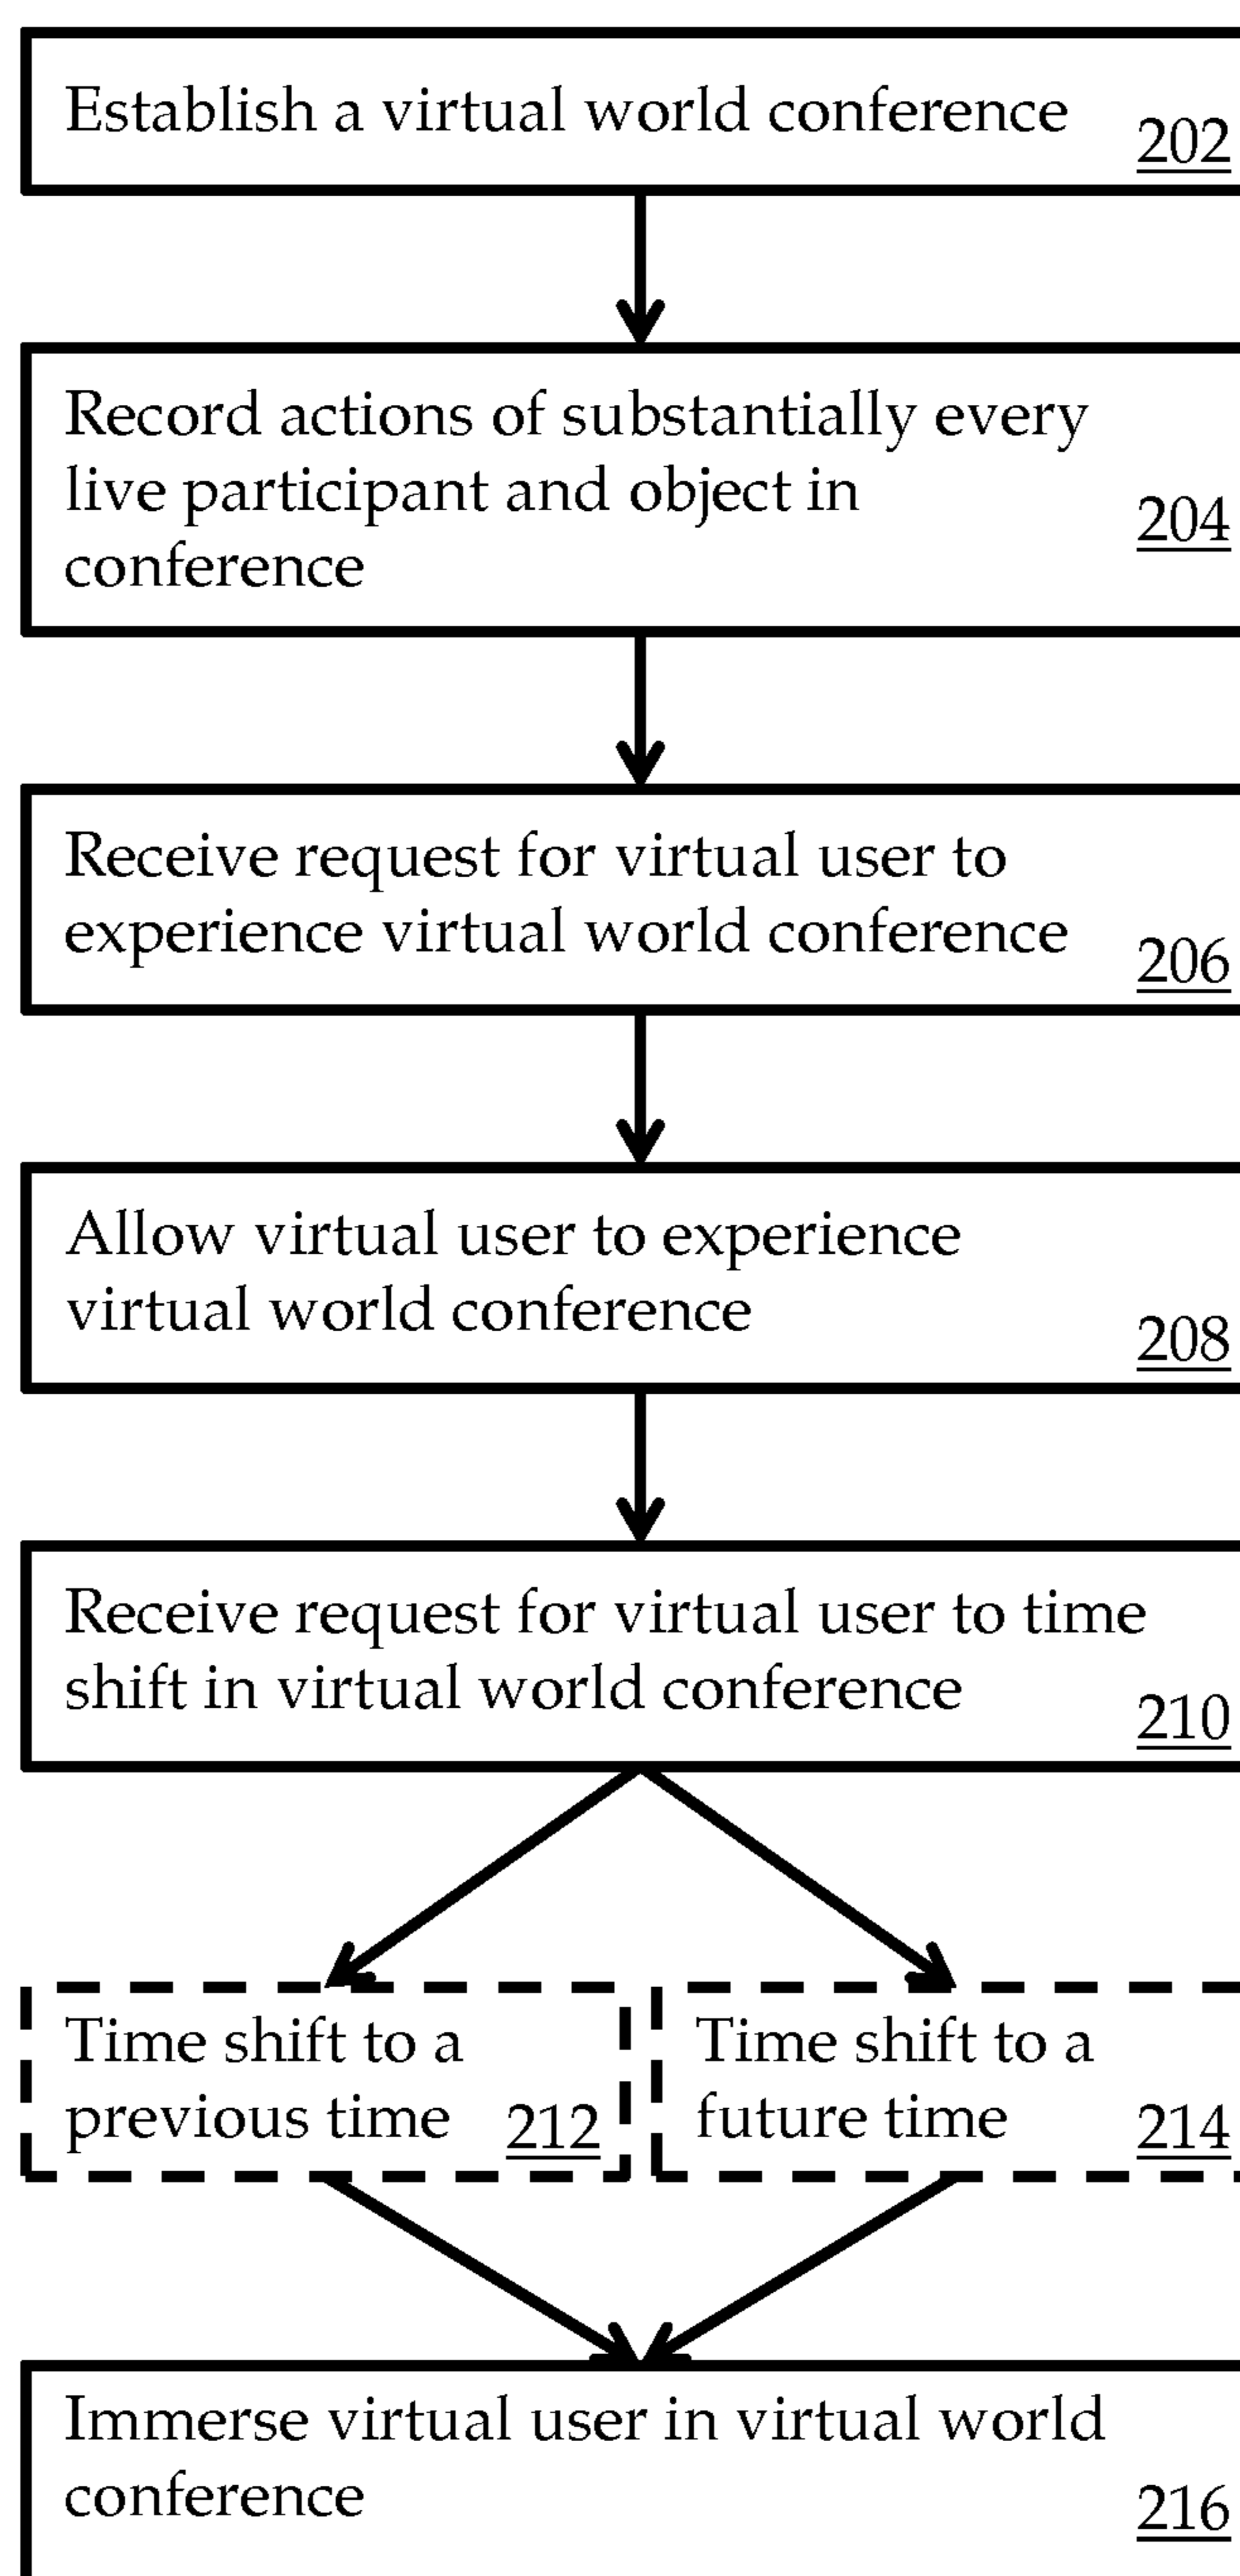 Establish a virtual world conference
202
Record actions of substantially every
live participant and object in
conference
204
Receive request for virtual user to
experience virtual world conference
206
Allow virtual user to experience
virtual world conference
208
Receive request for virtual user to time
shift in virtual world conference
210
Time shift to a
previous time
212
Time shift to a
future time
214
Immerse virtual user in virtual world
conference
216